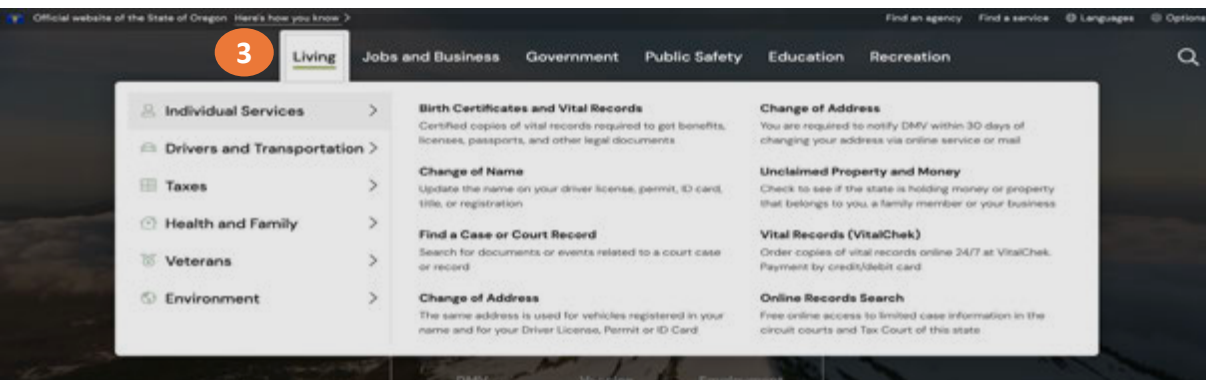 Official website of the State of Oregon Here's how you know >
Find an agency Find a service Languages Options
3
Living Jobs and Business Government Public Safety Education Recreation
Individual Services >
Drivers and Transportation >
Taxes >
Health and Family >
Veterans >
Environment >
Birth Certificates and Vital Records
Certified copies of vital records required to get benefits,
licenses, passports, and other legal documents
Change of Name
Update the name on your driver license, permit, ID card,
title, or registration
Find a Case or Court Record
Search for documents or events related to a court case
or record
Change of Address
The same address is used for vehicles registered in your
name and for your Driver License, Permit or ID Card
Change of Address
You are required to notify DMV within 30 days of
changing your address via online service or mail
Unclaimed Property and Money
Check to see if the state is holding money or property
that belongs to you, a family member or your business
Vital Records (VitalChek)
Order copies of vital records online 24/7 at VitalChek.
Payment by credit/debit card
Online Records Search
Free online access to limited case information in the
circuit courts and Tax Court of this state
DMV Housing Employment